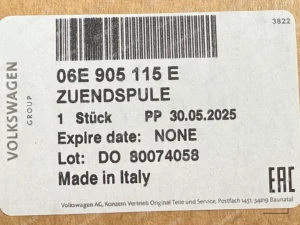 3822
VOLKSWAGEN
GROUP
06E 905 115 E
ZUENDSPULE
1 Stück PP 30.05.2025
Expire date: NONE
Lot: DO 80074058
Made in Italy
EAC
Volkswagen AG, Konzern Vertrieb Original Teile und Service, Postfach 1451, 34219 Baunatal